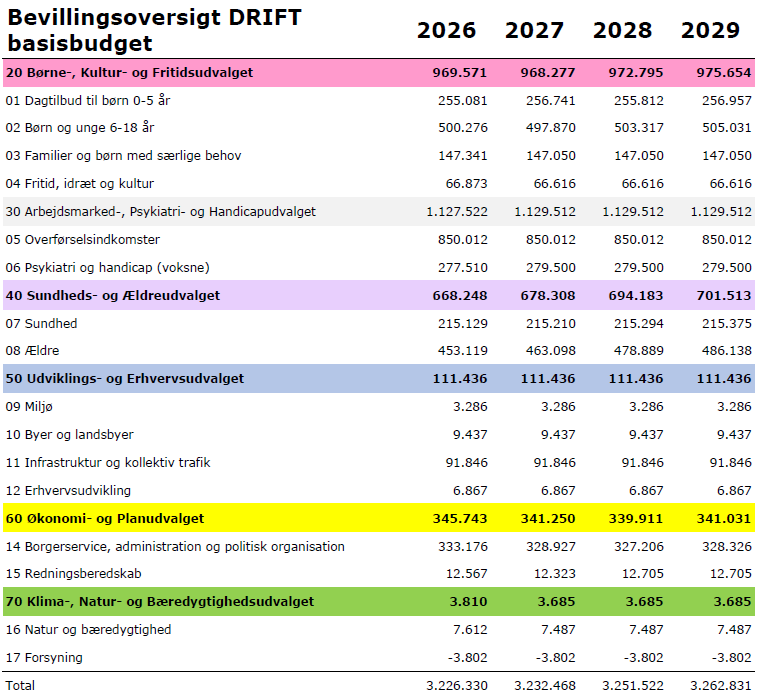 Bevillingsoversigt DRIFT
basisbudget 2026 2027 2028 2029
20 Børne-, Kultur- og Fritidsudvalget 969.571 968.277 972.795 975.654
01 Dagtilbud til børn 0-5 år 255.081 256.741 255.812 256.957
02 Børn og unge 6-18 år 500.276 497.870 503.317 505.031
03 Familier og børn med særlige behov 147.341 147.050 147.050 147.050
04 Fritid, idræt og kultur 66.873 66.616 66.616 66.616
30 Arbejdsmarked-, Psykiatri- og Handicapudvalget 1.127.522 1.129.512 1.129.512 1.129.512
05 Overførselsindkomster 850.012 850.012 850.012 850.012
06 Psykiatri og handicap (voksne) 277.510 279.500 279.500 279.500
40 Sundheds- og Ældreudvalget 668.248 678.308 694.183 701.513
07 Sundhed 215.129 215.210 215.294 215.375
08 Ældre 453.119 463.098 478.889 486.138
50 Udviklings- og Erhvervsudvalget 111.436 111.436 111.436 111.436
09 Miljø 3.286 3.286 3.286 3.286
10 Byer og landsbyer 9.437 9.437 9.437 9.437
11 Infrastruktur og kollektiv trafik 91.846 91.846 91.846 91.846
12 Erhvervsudvikling 6.867 6.867 6.867 6.867
60 Økonomi- og Planudvalget 345.743 341.250 339.911 341.031
14 Borgerservice, administration og politisk organisation 333.176 328.927 327.206 328.326
15 Redningsberedskab 12.567 12.323 12.705 12.705
70 Klima-, Natur- og Bæredygtighedsudvalget 3.810 3.685 3.685 3.685
16 Natur og bæredygtighed 7.612 7.487 7.487 7.487
17 Forsyning -3.802 -3.802 -3.802 -3.802
Total 3.226.330 3.232.468 3.251.522 3.262.831